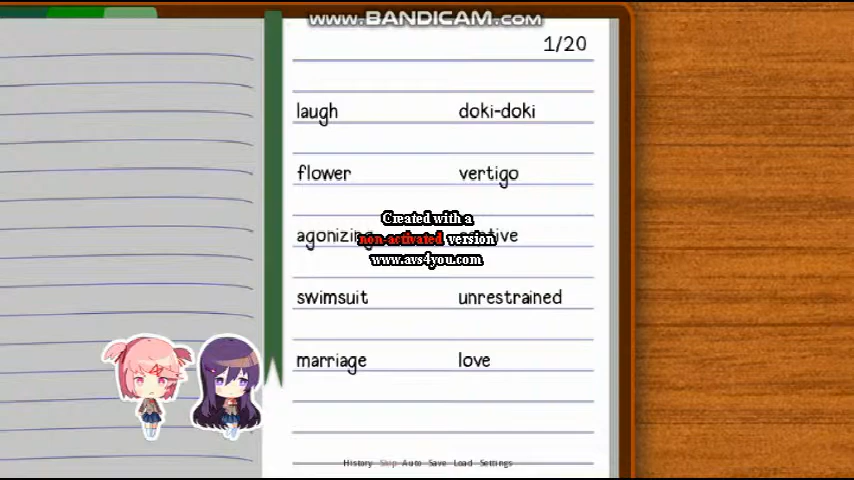 www.BANDICAM.com
1/20
laugh doki-doki
flower vertigo
Created with a
agonizing
non-activated version
www.avs4you.com
swimsuit unrestrained
marriage love
History Skip Auto Save Load Settings